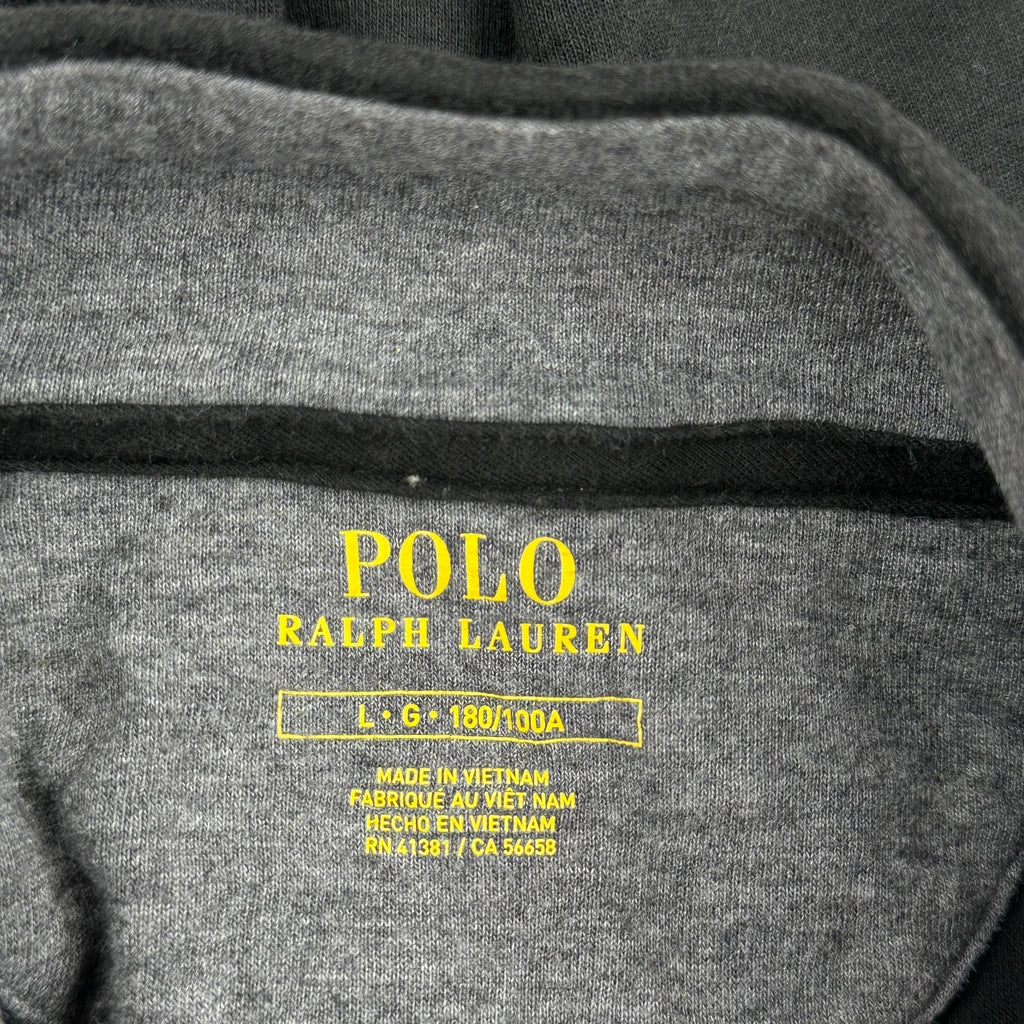 POLO
RALPH LAUREN
L • G • 180/100A
MADE IN VIETNAM
FABRIQUÉ AU VIÊT NAM
HECHO EN VIETNAM
RN 41381 / CA 56658